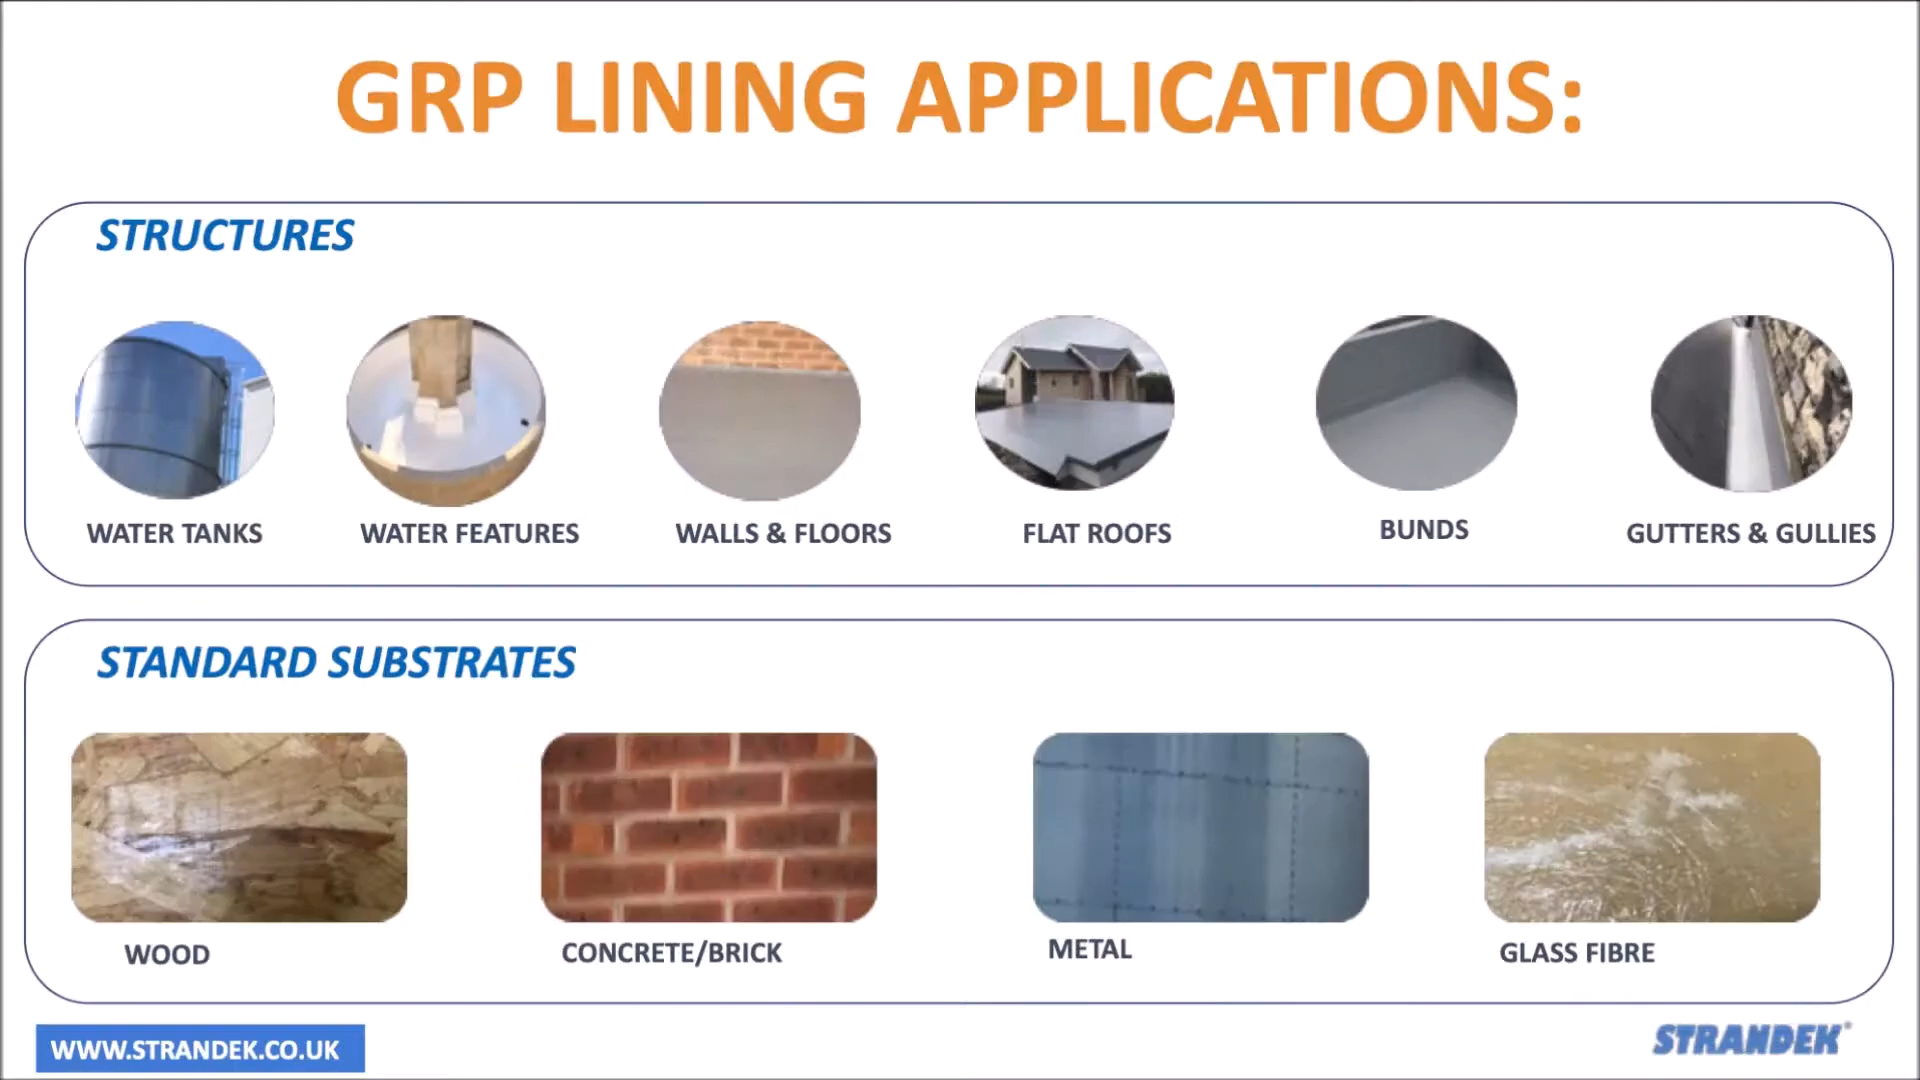 GRP LINING APPLICATIONS:
STRUCTURES
WATER TANKS
WATER FEATURES
WALLS & FLOORS
FLAT ROOFS
BUNDS
GUTTERS & GULLIES
STANDARD SUBSTRATES
WOOD
CONCRETE/BRICK
METAL
GLASS FIBRE
WWW.STRANDEK.CO.UK
STRANDEK®